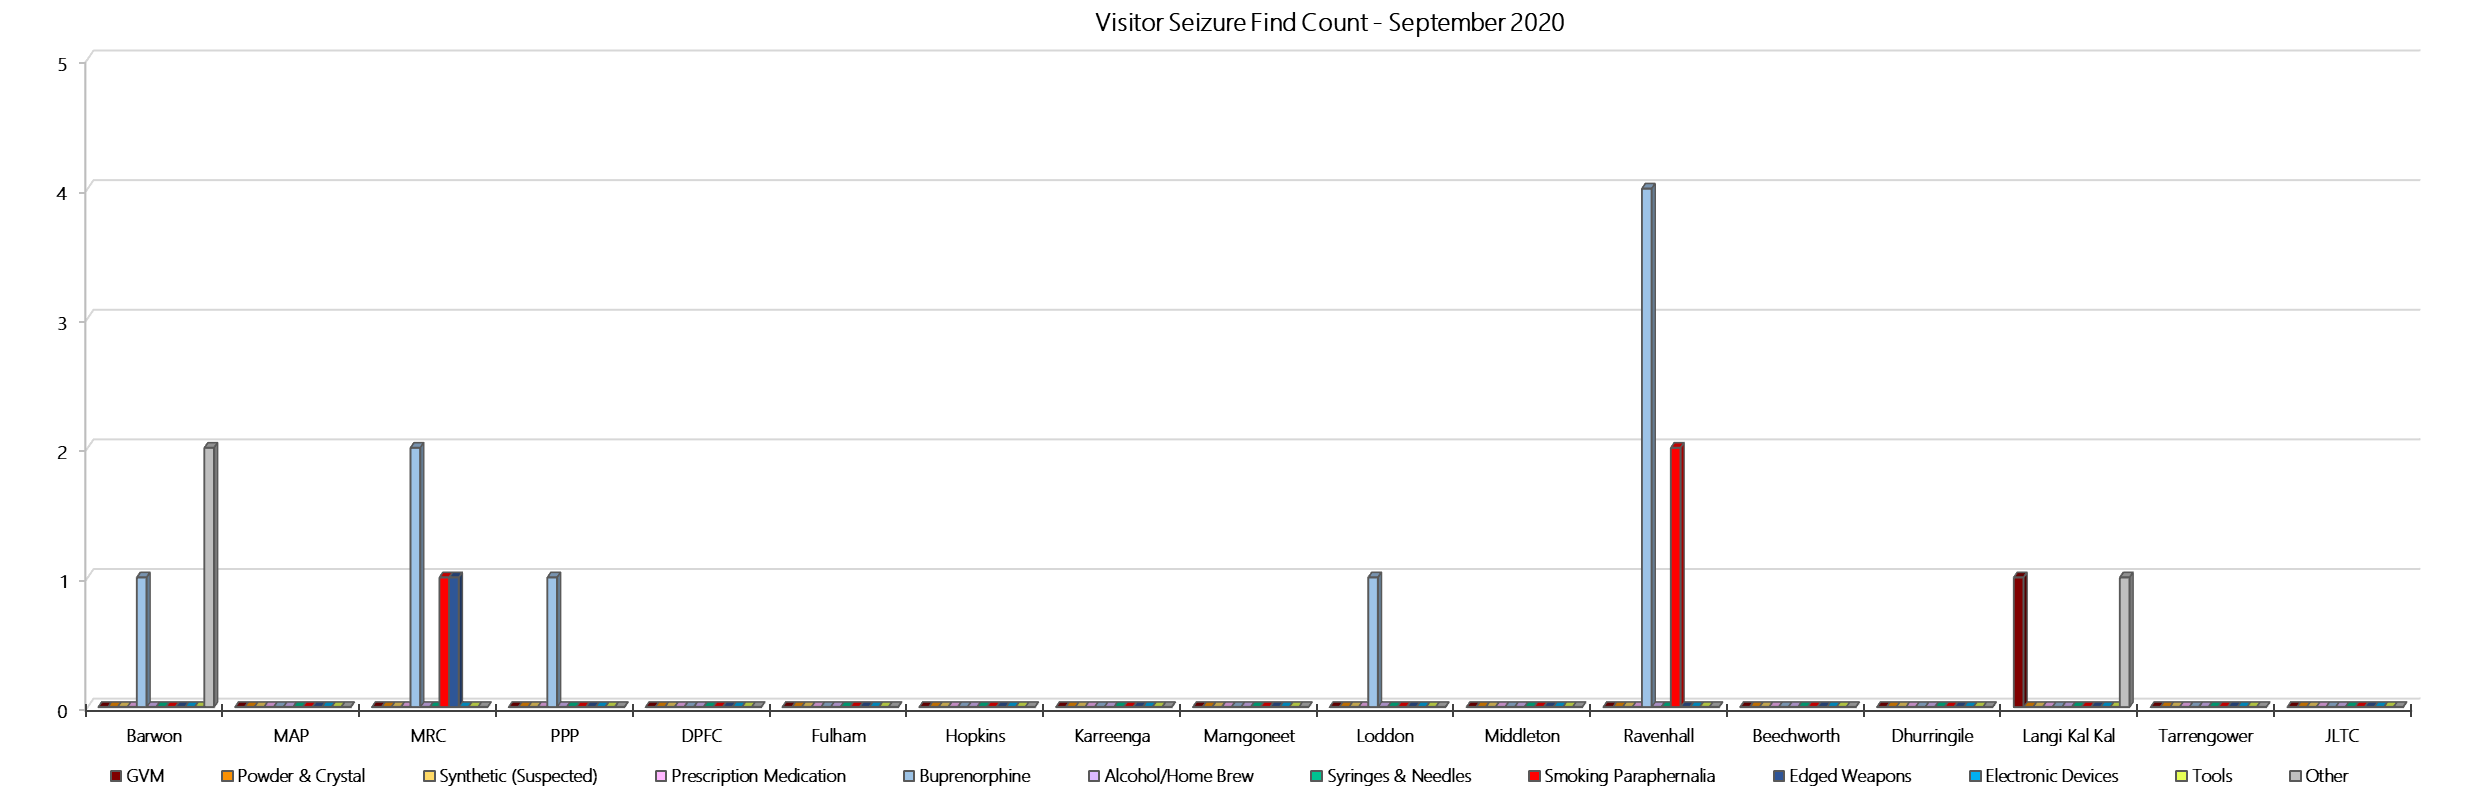 Visitor Seizure Find Count - September 2020
5
4
3
2
1
0
Barwon MAP MRC PPP DPFC Fulham Hopkins Karreenga Marngoneet Loddon Middleton Ravenhall Beechworth Dhurringile Langi Kal Kal Tarrengower JLTC
GVM Powder & Crystal Synthetic (Suspected) Prescription Medication Buprenorphine Alcohol/Home Brew Syringes & Needles Smoking Paraphernalia Edged Weapons Electronic Devices Tools Other